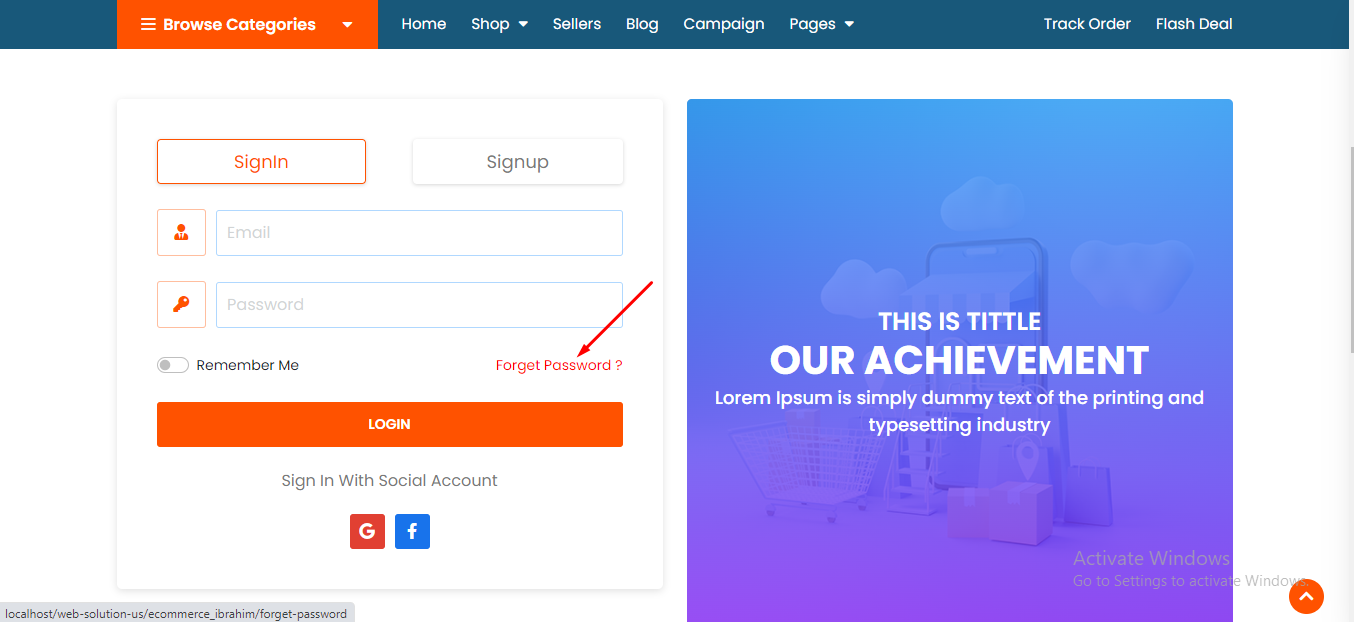 Browse Categories Home Shop Sellers Blog Campaign Pages Track Order Flash Deal
SignIn Signup
Email
Password
Remember Me Forget Password ?
LOGIN
Sign In With Social Account
G f
THIS IS TITTLE
OUR ACHIEVEMENT
Lorem Ipsum is simply dummy text of the printing and
typesetting industry
Activate Windows
Go to Settings to activate Windows.
localhost/web-solution-us/ecommerce_ibrahim/forget-password